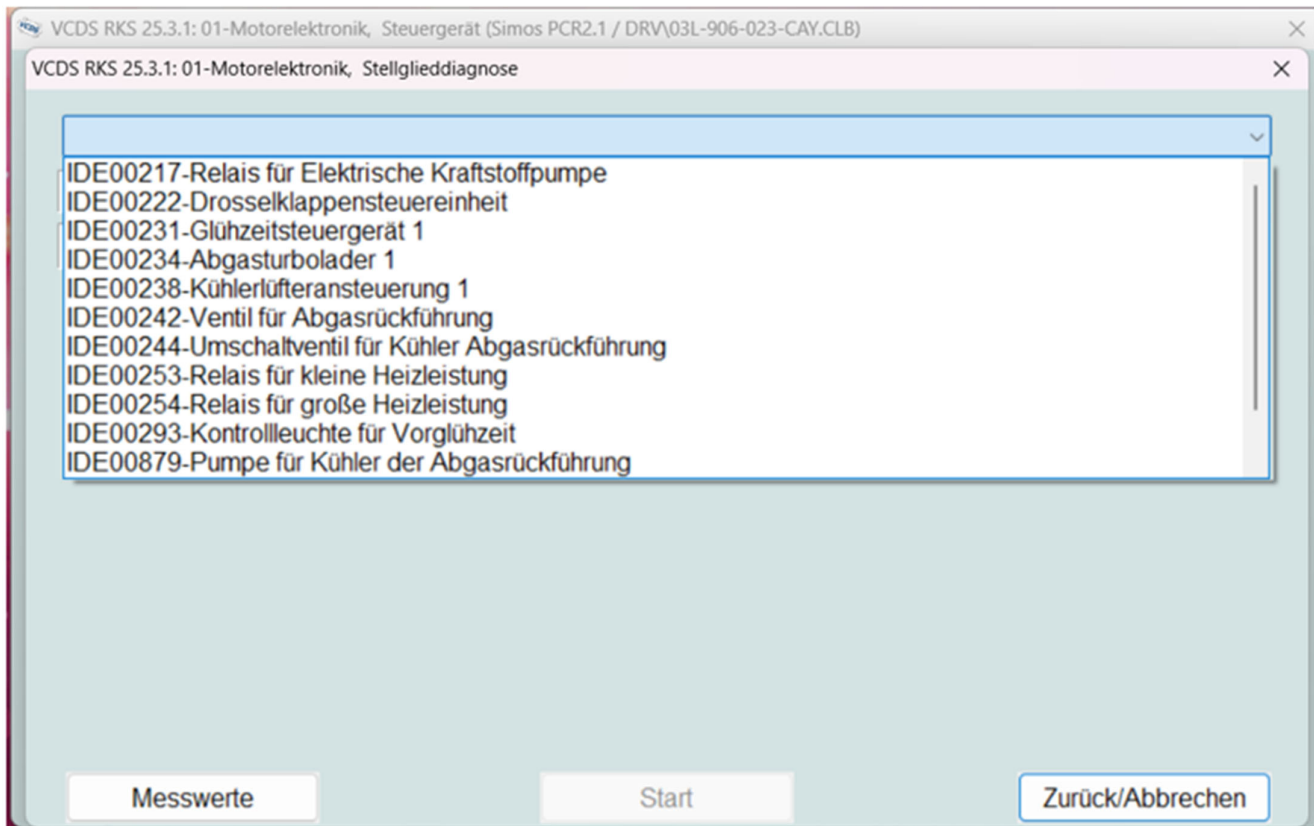 VCDS RKS 25.3.1: 01-Motorelektronik, Steuergerät (Simos PCR2.1 / DRV\03L-906-023-CAY.CLB)
VCDS RKS 25.3.1: 01-Motorelektronik, Stellglieddiagnose
IDE00217-Relais für Elektrische Kraftstoffpumpe
IDE00222-Drosselklappensteuereinheit
IDE00231-Glühzeitsteuergerät 1
IDE00234-Abgasturbolader 1
IDE00238-Kühlerlüfteransteuerung 1
IDE00242-Ventil für Abgasrückführung
IDE00244-Umschaltventil für Kühler Abgasrückführung
IDE00253-Relais für kleine Heizleistung
IDE00254-Relais für große Heizleistung
IDE00293-Kontrollleuchte für Vorglühzeit
IDE00879-Pumpe für Kühler der Abgasrückführung
Messwerte
Start
Zurück/Abbrechen